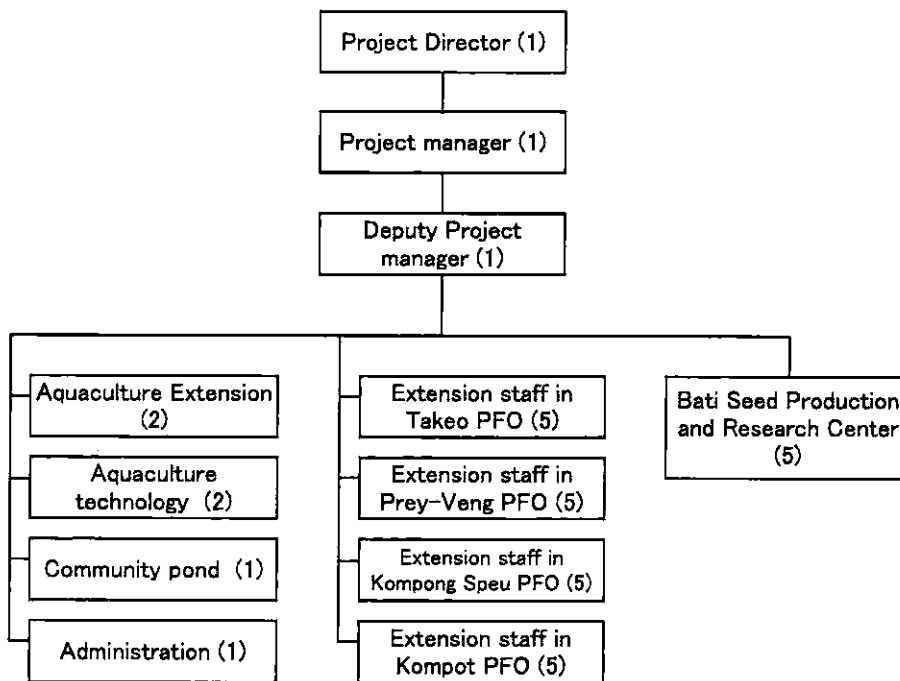 Project Director (1)
Project manager (1)
Deputy Project
manager (1)
Aquaculture Extension
(2)
Aquaculture
technology (2)
Community pond (1)
Administration (1)
Extension staff in
Takeo PFO (5)
Extension staff in
Prey-Veng PFO (5)
Extension staff in
Kompong Speu PFO (5)
Extension staff in
Kompot PFO (5)
Bati Seed Production
and Research Center
(5)